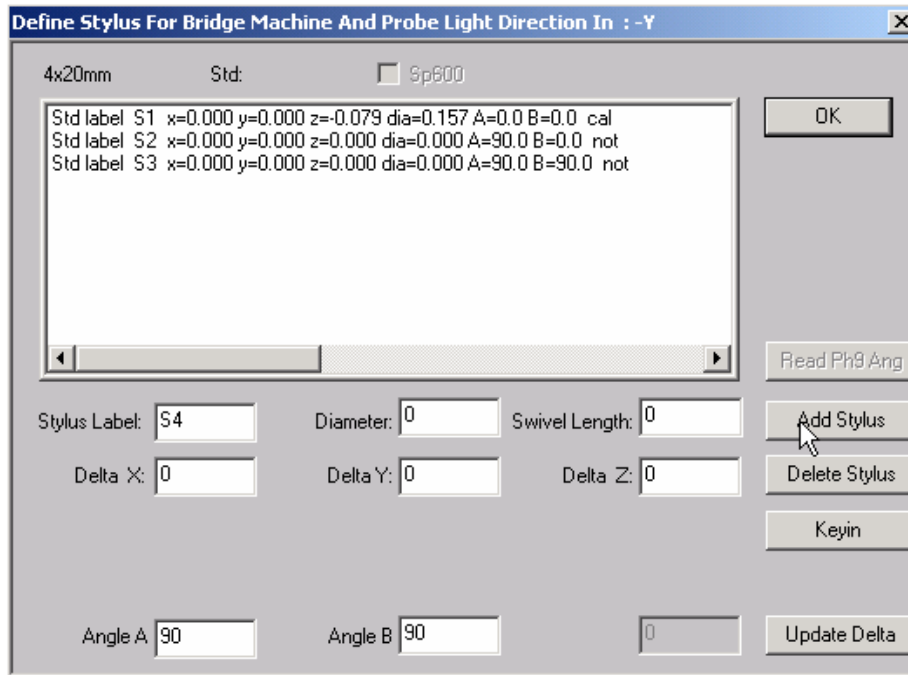 Define Stylus For Bridge Machine And Probe Light Direction In : -Y
4x20mm Std: Sp600
Std label S1 x=0.000 y=0.000 z=-0.079 dia=0.157 A=0.0 B=0.0 cal
Std label S2 x=0.000 y=0.000 z=0.000 dia=0.000 A=90.0 B=0.0 not
Std label S3 x=0.000 y=0.000 z=0.000 dia=0.000 A=90.0 B=90.0 not
OK
Read Ph9 Ang
Stylus Label: S4 Diameter: 0 Swivel Length: 0 Add Stylus
Delta X: 0 Delta Y: 0 Delta Z: 0 Delete Stylus
Keyin
Angle A 90 Angle B 90 0 Update Delta